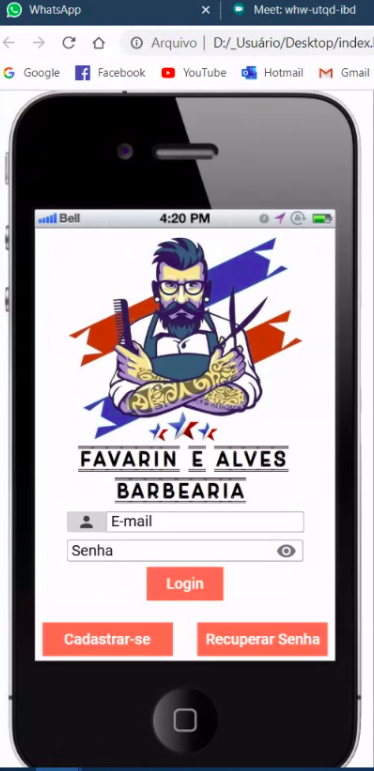 WhatsApp
Meet: whw-utqd-ibd
Arquivo | D:/_Usuário/Desktop/index.
Google Facebook YouTube Hotmail Gmail
Bell 4:20 PM
FAVARIN E ALVES
BARBEARIA
E-mail
Senha
Login
Cadastrar-se Recuperar Senha